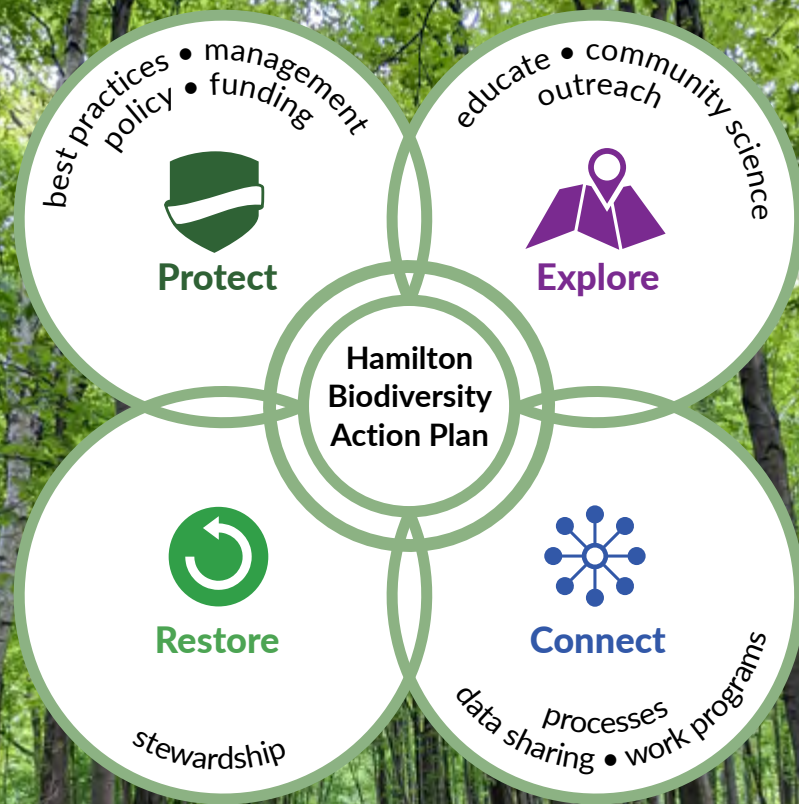 best practices • management
policy • funding
Protect
educate • community science
outreach
Explore
Hamilton
Biodiversity
Action Plan
Restore
stewardship
Connect
processes
data sharing • work programs